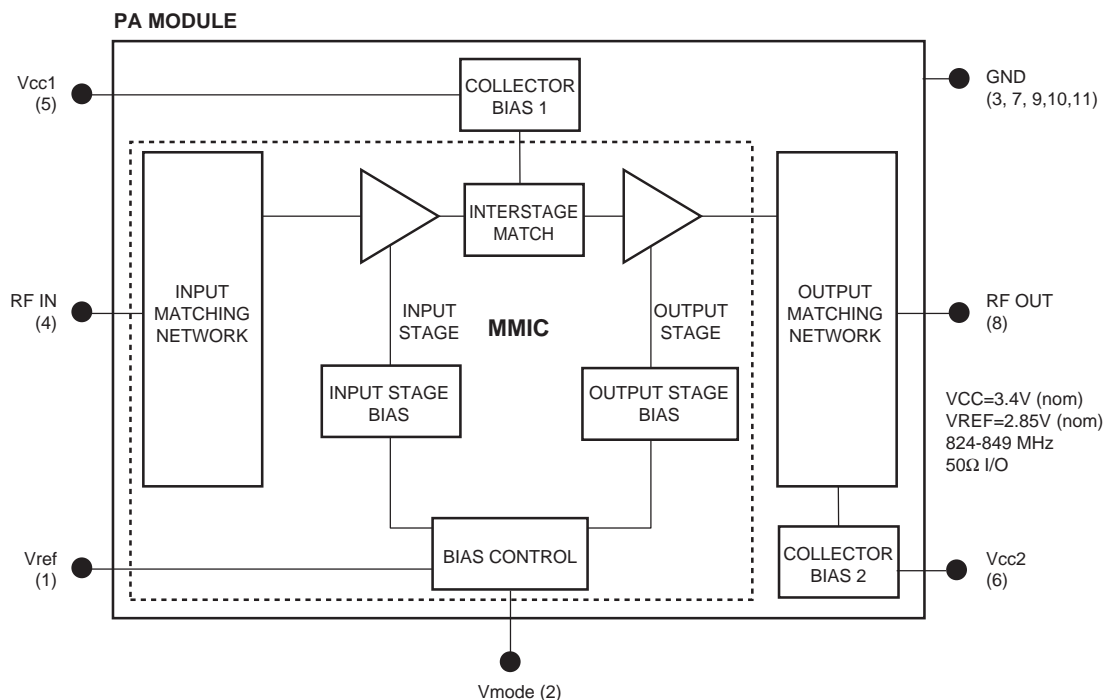 PA MODULE
Vcc1
(5)
COLLECTOR
BIAS 1
GND
(3, 7, 9,10,11)
INTERSTAGE
MATCH
RF IN
(4)
INPUT
MATCHING
NETWORK
INPUT
STAGE
MMIC
OUTPUT
STAGE
OUTPUT
MATCHING
NETWORK
RF OUT
(8)
INPUT STAGE
BIAS
OUTPUT STAGE
BIAS
VCC=3.4V (nom)
VREF=2.85V (nom)
824-849 MHz
50Ω I/O
Vref
(1)
BIAS CONTROL
COLLECTOR
BIAS 2
Vcc2
(6)
Vmode (2)